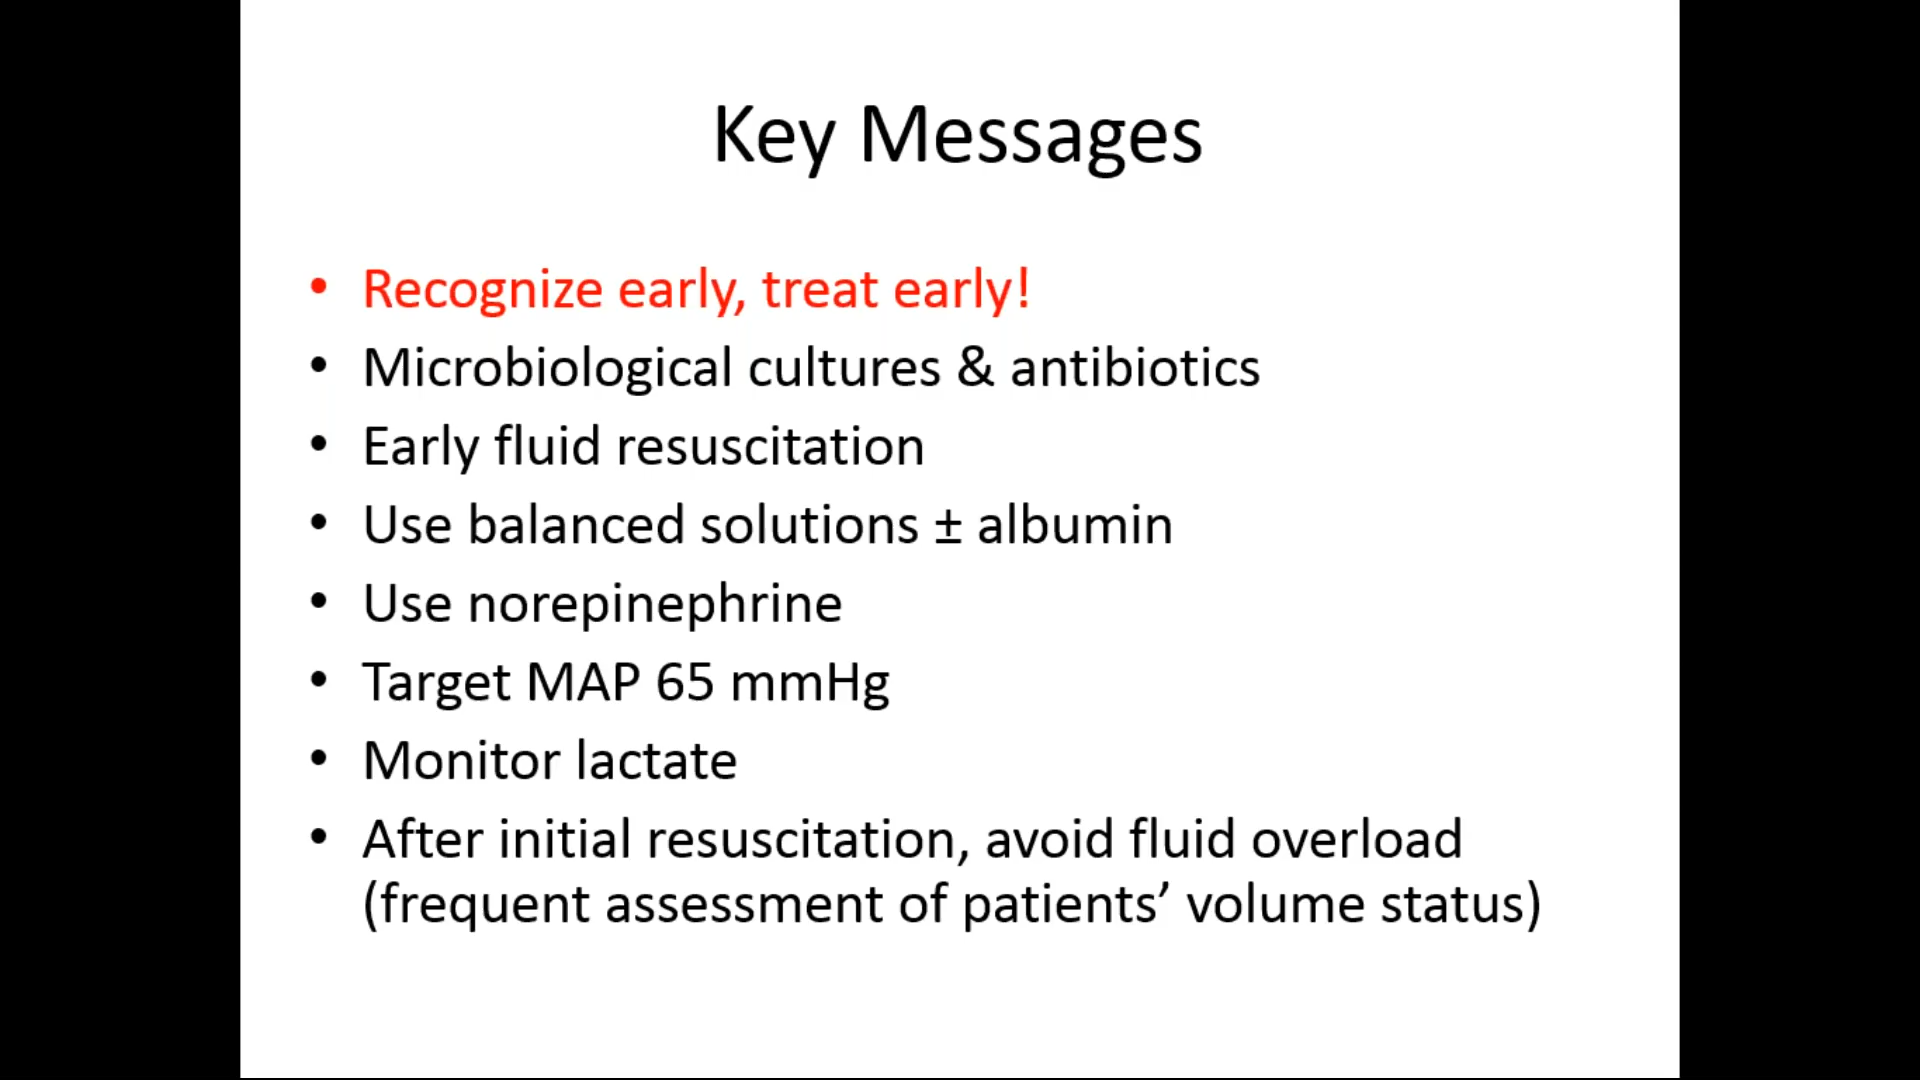 Key Messages
• Recognize early, treat early!
• Microbiological cultures & antibiotics
• Early fluid resuscitation
• Use balanced solutions ± albumin
• Use norepinephrine
• Target MAP 65 mmHg
• Monitor lactate
• After initial resuscitation, avoid fluid overload
(frequent assessment of patients’ volume status)